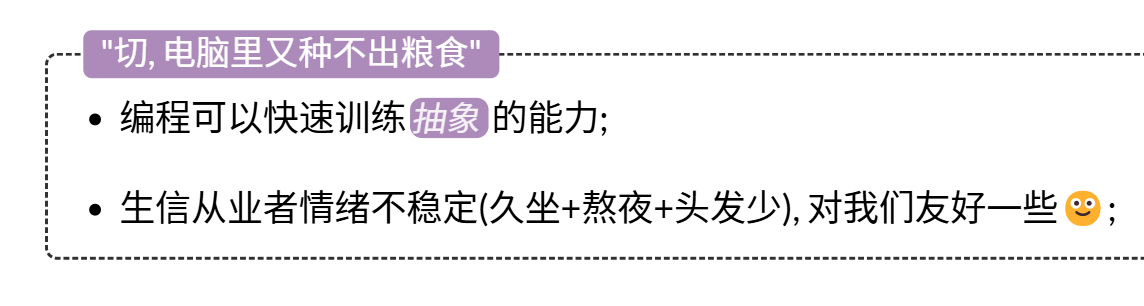 "切, 电脑里又种不出粮食"
• 编程可以快速训练 抽象 的能力;
• 生信从业者情绪不稳定(久坐+熬夜+头发少), 对我们友好一些🙂;